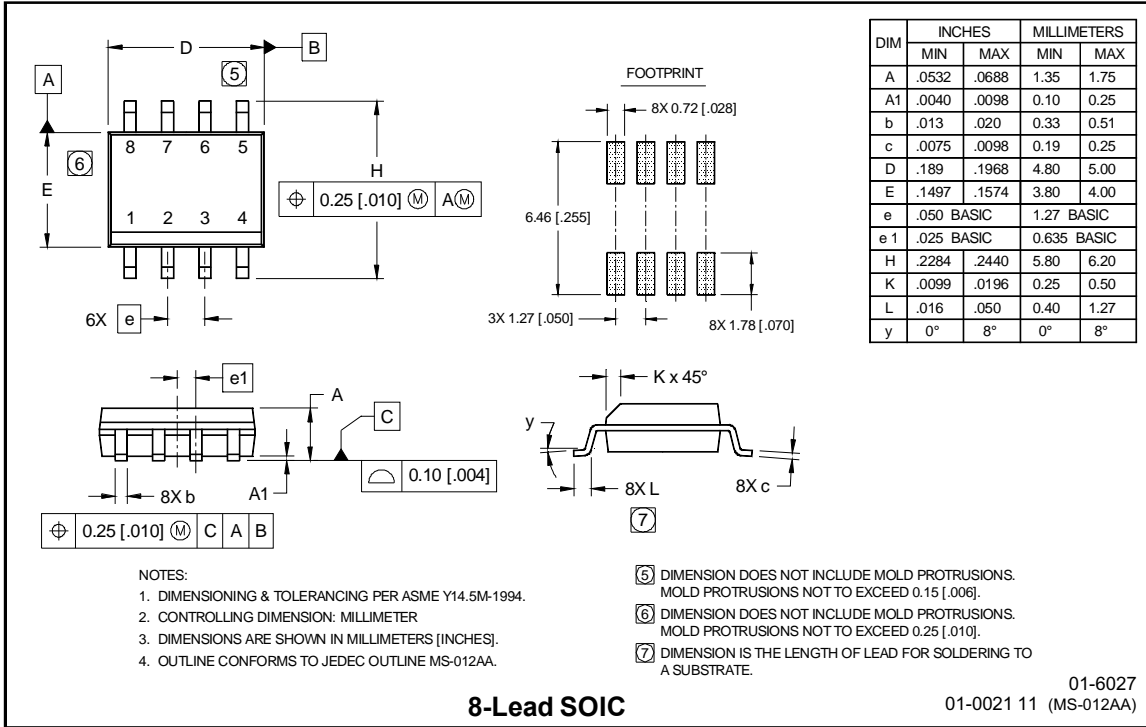 D
B
5
A
8 7 6 5
6
E
H
⌖ 0.25 [.010] Ⓜ AⓂ
1 2 3 4
6X e
FOOTPRINT
8X 0.72 [.028]
6.46 [.255]
3X 1.27 [.050]
8X 1.78 [.070]
DIM INCHES MILLIMETERS
MIN MAX MIN MAX
A .0532 .0688 1.35 1.75
A1 .0040 .0098 0.10 0.25
b .013 .020 0.33 0.51
c .0075 .0098 0.19 0.25
D .189 .1968 4.80 5.00
E .1497 .1574 3.80 4.00
e .050 BASIC 1.27 BASIC
e 1 .025 BASIC 0.635 BASIC
H .2284 .2440 5.80 6.20
K .0099 .0196 0.25 0.50
L .016 .050 0.40 1.27
y 0° 8° 0° 8°
e1
A
C
⌓ 0.10 [.004]
8X b
A1
⌖ 0.25 [.010] Ⓜ C A B
K x 45°
y
8X L
8X c
7
NOTES:
1. DIMENSIONING & TOLERANCING PER ASME Y14.5M-1994.
2. CONTROLLING DIMENSION: MILLIMETER
3. DIMENSIONS ARE SHOWN IN MILLIMETERS [INCHES].
4. OUTLINE CONFORMS TO JEDEC OUTLINE MS-012AA.
5 DIMENSION DOES NOT INCLUDE MOLD PROTRUSIONS.
MOLD PROTRUSIONS NOT TO EXCEED 0.15 [.006].
6 DIMENSION DOES NOT INCLUDE MOLD PROTRUSIONS.
MOLD PROTRUSIONS NOT TO EXCEED 0.25 [.010].
7 DIMENSION IS THE LENGTH OF LEAD FOR SOLDERING TO
A SUBSTRATE.
8-Lead SOIC
01-6027
01-0021 11 (MS-012AA)